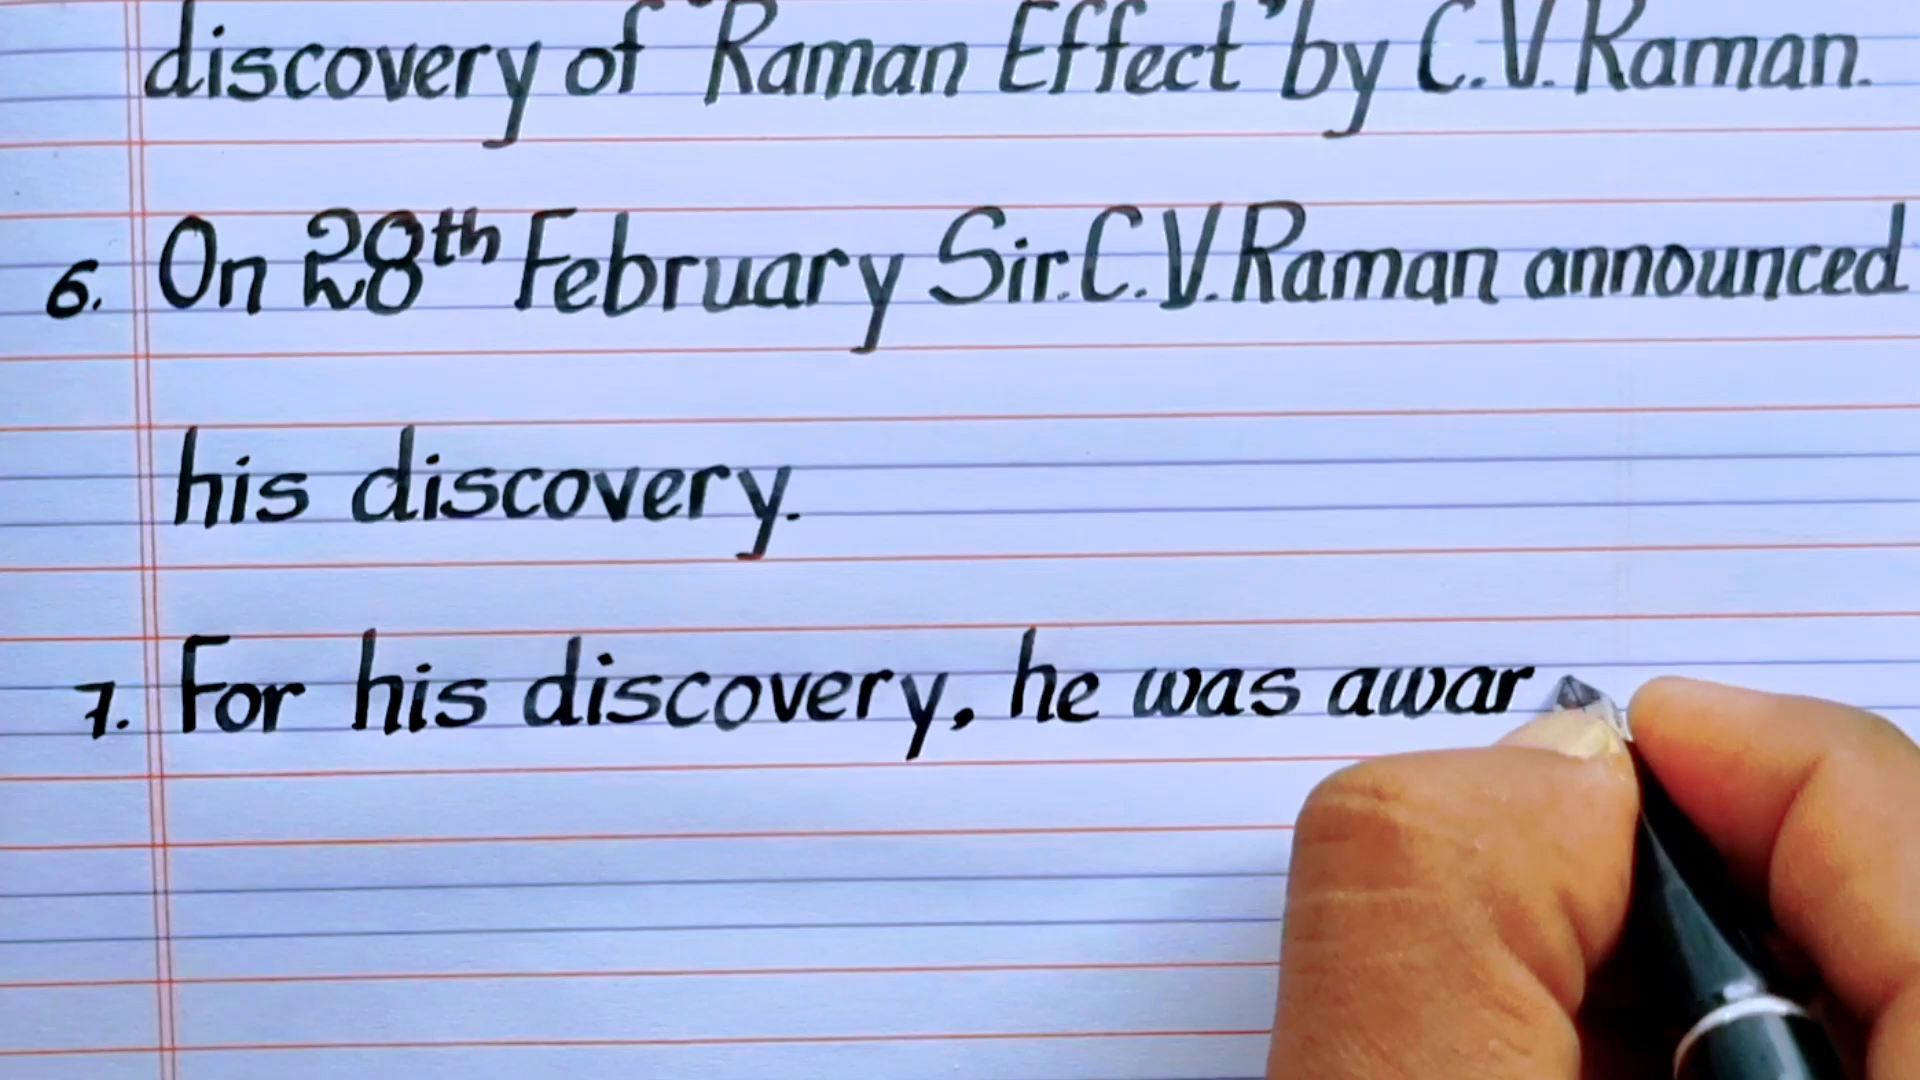 discovery of "Raman Effect" by C.V. Raman.
6. On 28th February Sir. C.V. Raman announced
his discovery.
7. For his discovery, he was awar